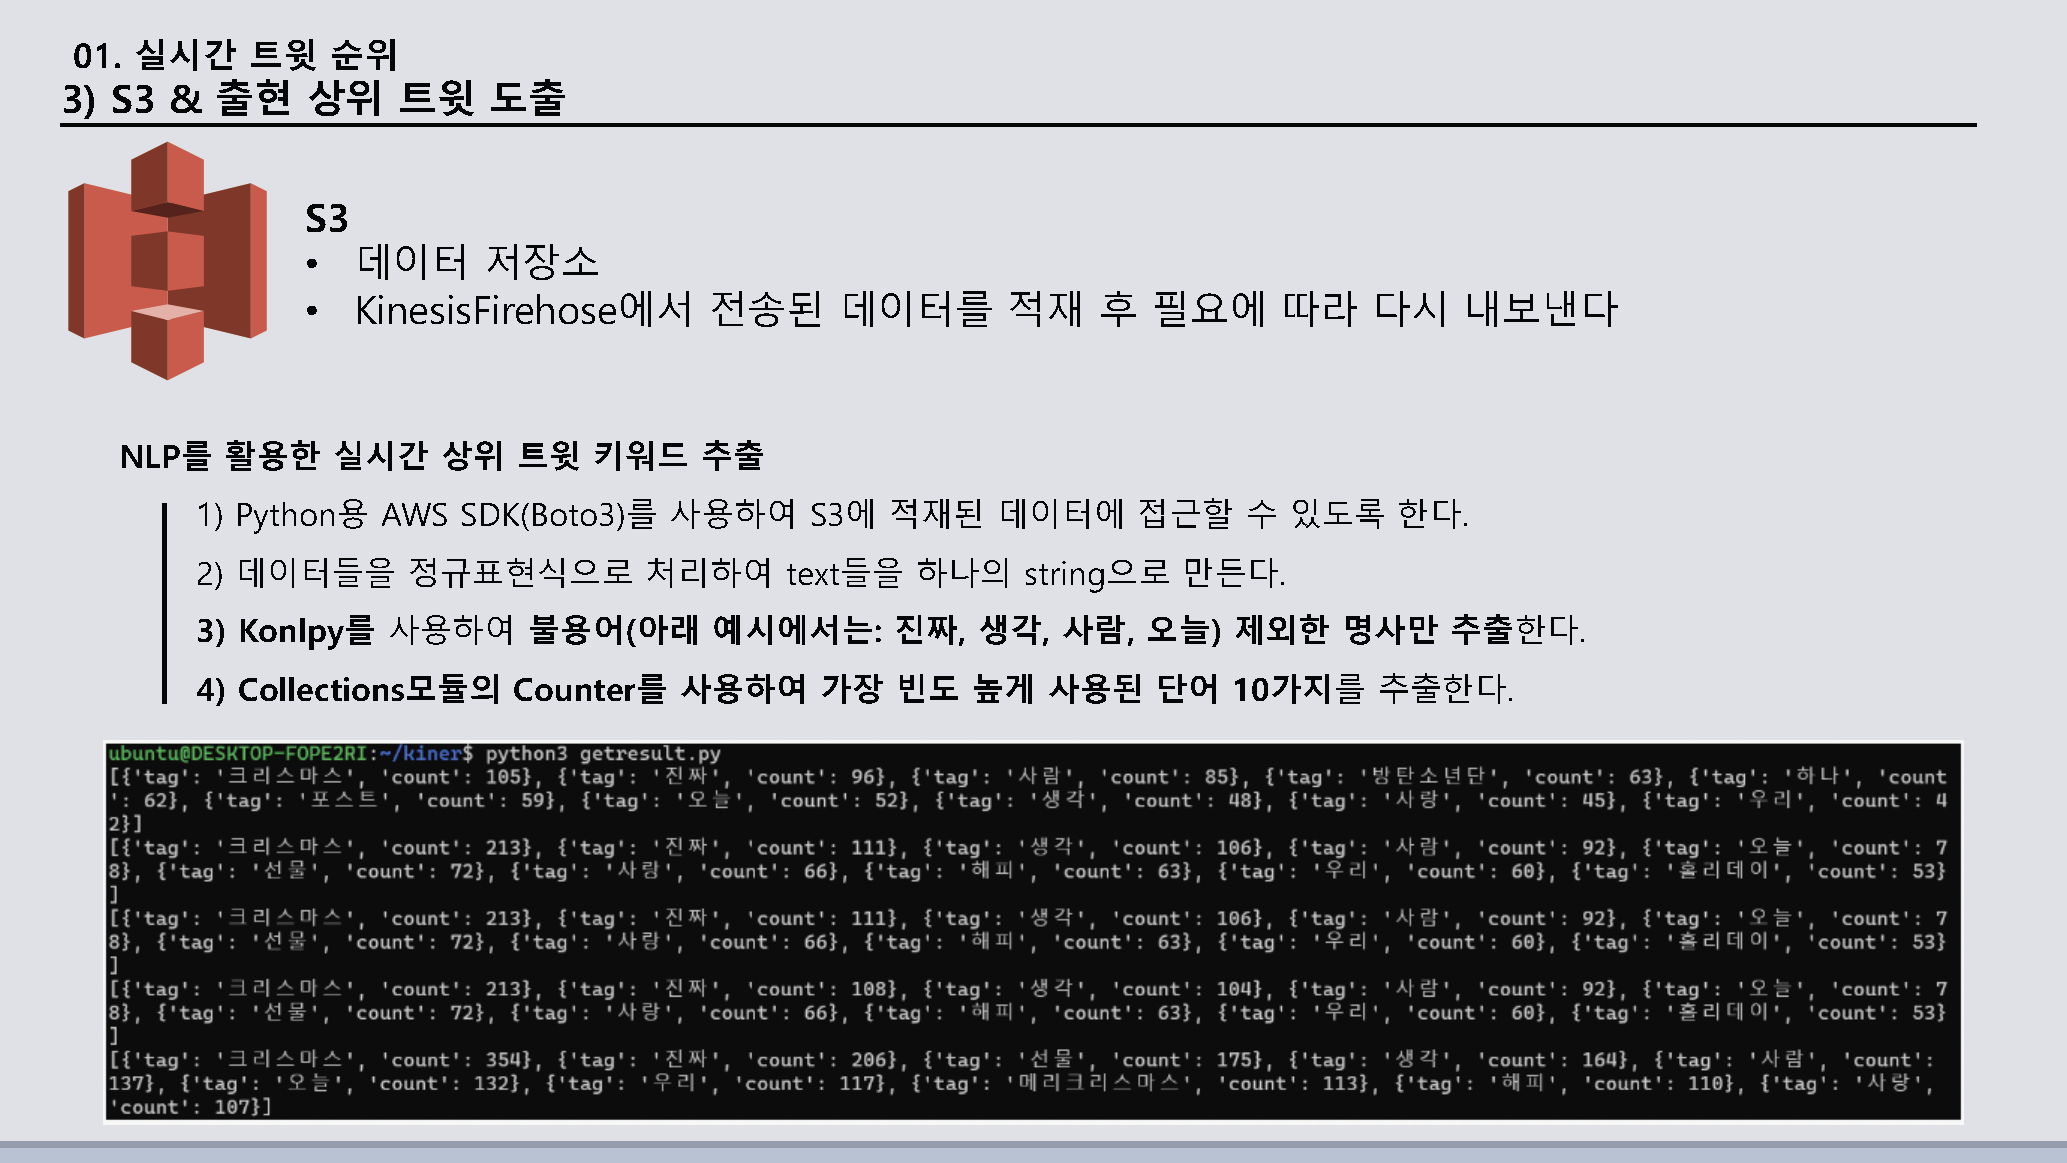 01. 실시간 트윗 순위
3) S3 & 출현 상위 트윗 도출
S3
• 데이터 저장소
• KinesisFirehose에서 전송된 데이터를 적재 후 필요에 따라 다시 내보낸다
NLP를 활용한 실시간 상위 트윗 키워드 추출
1) Python용 AWS SDK(Boto3)를 사용하여 S3에 적재된 데이터에 접근할 수 있도록 한다.
2) 데이터들을 정규표현식으로 처리하여 text들을 하나의 string으로 만든다.
3) Konlpy를 사용하여 불용어(아래 예시에서는: 진짜, 생각, 사람, 오늘) 제외한 명사만 추출한다.
4) Collections모듈의 Counter를 사용하여 가장 빈도 높게 사용된 단어 10가지를 추출한다.
ubuntu@DESKTOP-FOPE2RI:~/kiner$ python3 getresult.py
[{'tag': '크리스마스', 'count': 105}, {'tag': '진짜', 'count': 96}, {'tag': '사람', 'count': 85}, {'tag': '방탄소년단', 'count': 63}, {'tag': '하나', 'count
': 62}, {'tag': '포스트', 'count': 59}, {'tag': '오늘', 'count': 52}, {'tag': '생각', 'count': 48}, {'tag': '사랑', 'count': 45}, {'tag': '우리', 'count': 4
2}]
[{'tag': '크리스마스', 'count': 213}, {'tag': '진짜', 'count': 111}, {'tag': '생각', 'count': 106}, {'tag': '사람', 'count': 92}, {'tag': '오늘', 'count': 7
8}, {'tag': '선물', 'count': 72}, {'tag': '사랑', 'count': 66}, {'tag': '해피', 'count': 63}, {'tag': '우리', 'count': 60}, {'tag': '홀리데이', 'count': 53}
]
[{'tag': '크리스마스', 'count': 213}, {'tag': '진짜', 'count': 111}, {'tag': '생각', 'count': 106}, {'tag': '사람', 'count': 92}, {'tag': '오늘', 'count': 7
8}, {'tag': '선물', 'count': 72}, {'tag': '사랑', 'count': 66}, {'tag': '해피', 'count': 63}, {'tag': '우리', 'count': 60}, {'tag': '홀리데이', 'count': 53}
]
[{'tag': '크리스마스', 'count': 213}, {'tag': '진짜', 'count': 108}, {'tag': '생각', 'count': 104}, {'tag': '사람', 'count': 92}, {'tag': '오늘', 'count': 7
8}, {'tag': '선물', 'count': 72}, {'tag': '사랑', 'count': 66}, {'tag': '해피', 'count': 63}, {'tag': '우리', 'count': 60}, {'tag': '홀리데이', 'count': 53}
]
[{'tag': '크리스마스', 'count': 354}, {'tag': '진짜', 'count': 206}, {'tag': '선물', 'count': 175}, {'tag': '생각', 'count': 164}, {'tag': '사람', 'count':
137}, {'tag': '오늘', 'count': 132}, {'tag': '우리', 'count': 117}, {'tag': '메리크리스마스', 'count': 113}, {'tag': '해피', 'count': 110}, {'tag': '사랑',
'count': 107}]